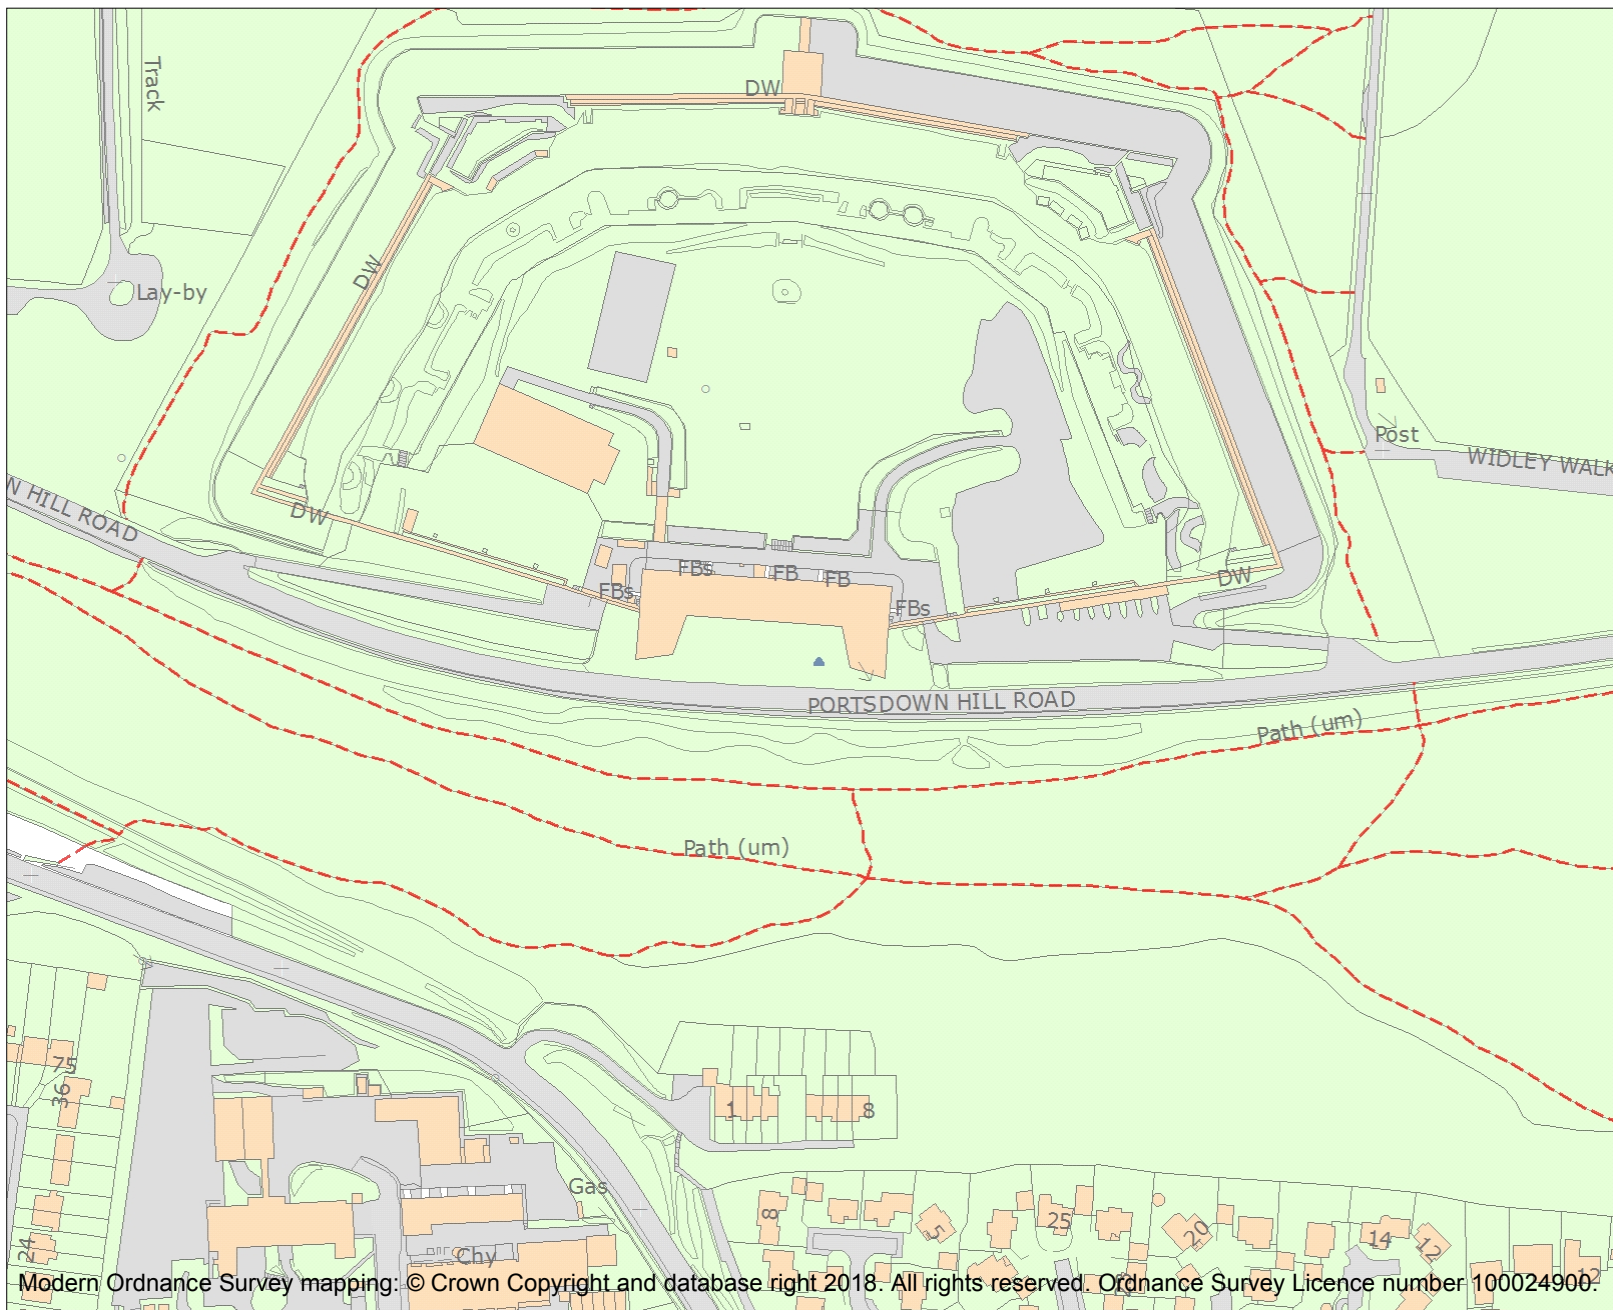 Track
DW
DW
Lay-by
Post
WIDLEY WALK
N HILL ROAD
DW
FBs
FB
FB
FBs
FBs
DW
PORTSDOWN HILL ROAD
Path (um)
Path (um)
75
36
1
8
Gas
8
5
25
20
14
12
24
Chy
12
Modern Ordnance Survey mapping: © Crown Copyright and database right 2018. All rights reserved. Ordnance Survey Licence number 100024900.